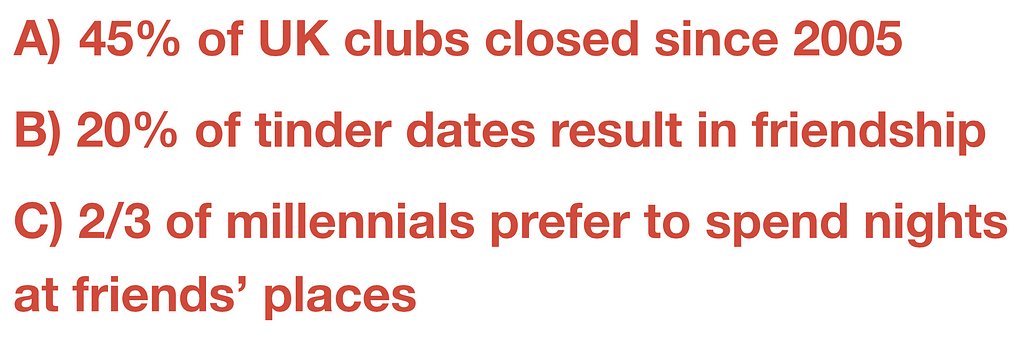 A) 45% of UK clubs closed since 2005
B) 20% of tinder dates result in friendship
C) 2/3 of millennials prefer to spend nights
at friends’ places